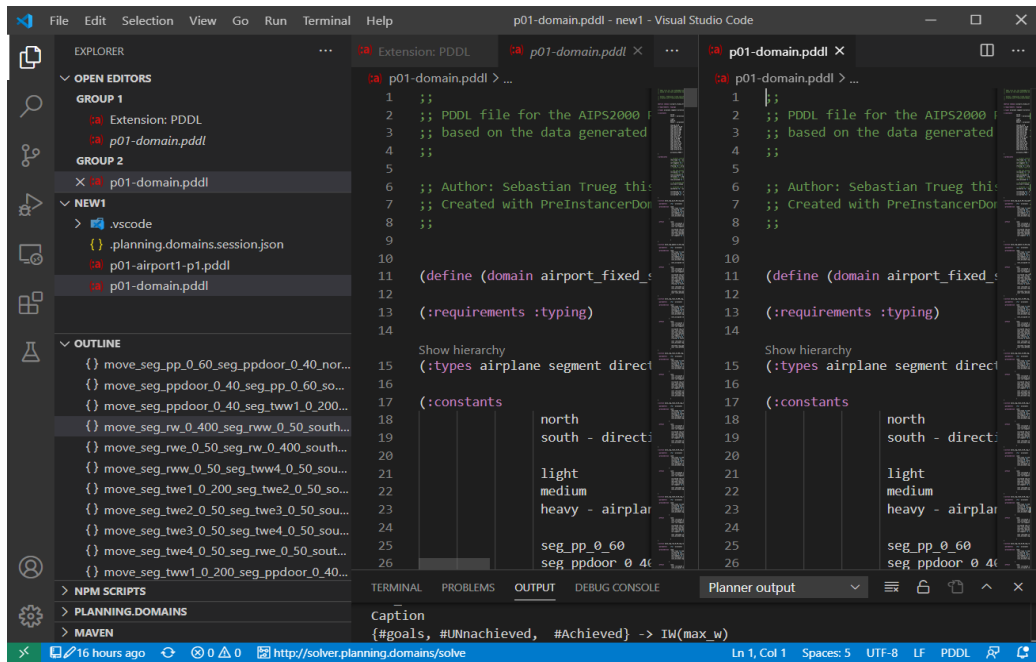 File Edit Selection View Go Run Terminal Help p01-domain.pddl - new1 - Visual Studio Code
EXPLORER
OPEN EDITORS
GROUP 1
Extension: PDDL
p01-domain.pddl
GROUP 2
p01-domain.pddl
NEW1
.vscode
{} .planning.domains.session.json
p01-airport1-p1.pddl
p01-domain.pddl
OUTLINE
{} move_seg_pp_0_60_seg_ppdoor_0_40_nor...
{} move_seg_ppdoor_0_40_seg_pp_0_60_so...
{} move_seg_ppdoor_0_40_seg_tww1_0_200...
{} move_seg_rw_0_400_seg_rww_0_50_south...
{} move_seg_rwe_0_50_seg_rw_0_400_south...
{} move_seg_rww_0_50_seg_tww4_0_50_sou...
{} move_seg_twe1_0_200_seg_twe2_0_50_so...
{} move_seg_twe2_0_50_seg_twe3_0_50_sou...
{} move_seg_twe3_0_50_seg_twe4_0_50_sou...
{} move_seg_twe4_0_50_seg_rwe_0_50_sout...
{} move_seg_tww1_0_200_seg_ppdoor_0_40...
NPM SCRIPTS
PLANNING.DOMAINS
MAVEN
Extension: PDDL p01-domain.pddl ...
p01-domain.pddl > ...
1 ;;
2 ;; PDDL file for the AIPS2000
3 ;; based on the data generated
4 ;;
5
6 ;; Author: Sebastian Trueg this
7 ;; Created with PreInstancerDom
8 ;;
9
10
11 (define (domain airport_fixed_s
12
13 (:requirements :typing)
14
Show hierarchy
15 (:types airplane segment direct
16
17 (:constants
18 north
19 south - directi
20
21 light
22 medium
23 heavy - airplan
24
25 seg_pp_0_60
26 seg_ppdoor_0_40
p01-domain.pddl
p01-domain.pddl > ...
1 ;;
2 ;; PDDL file for the AIPS2000
3 ;; based on the data generated
4 ;;
5
6 ;; Author: Sebastian Trueg this
7 ;; Created with PreInstancerDom
8 ;;
9
10
11 (define (domain airport_fixed_s
12
13 (:requirements :typing)
14
Show hierarchy
15 (:types airplane segment direct
16
17 (:constants
18 north
19 south - directi
20
21 light
22 medium
23 heavy - airplan
24
25 seg_pp_0_60
26 seg_ppdoor_0_40
TERMINAL PROBLEMS OUTPUT DEBUG CONSOLE Planner output
Caption
{#goals, #UNnachieved, #Achieved} -> IW(max_w)
16 hours ago 0 0 http://solver.planning.domains/solve Ln 1, Col 1 Spaces: 5 UTF-8 LF PDDL